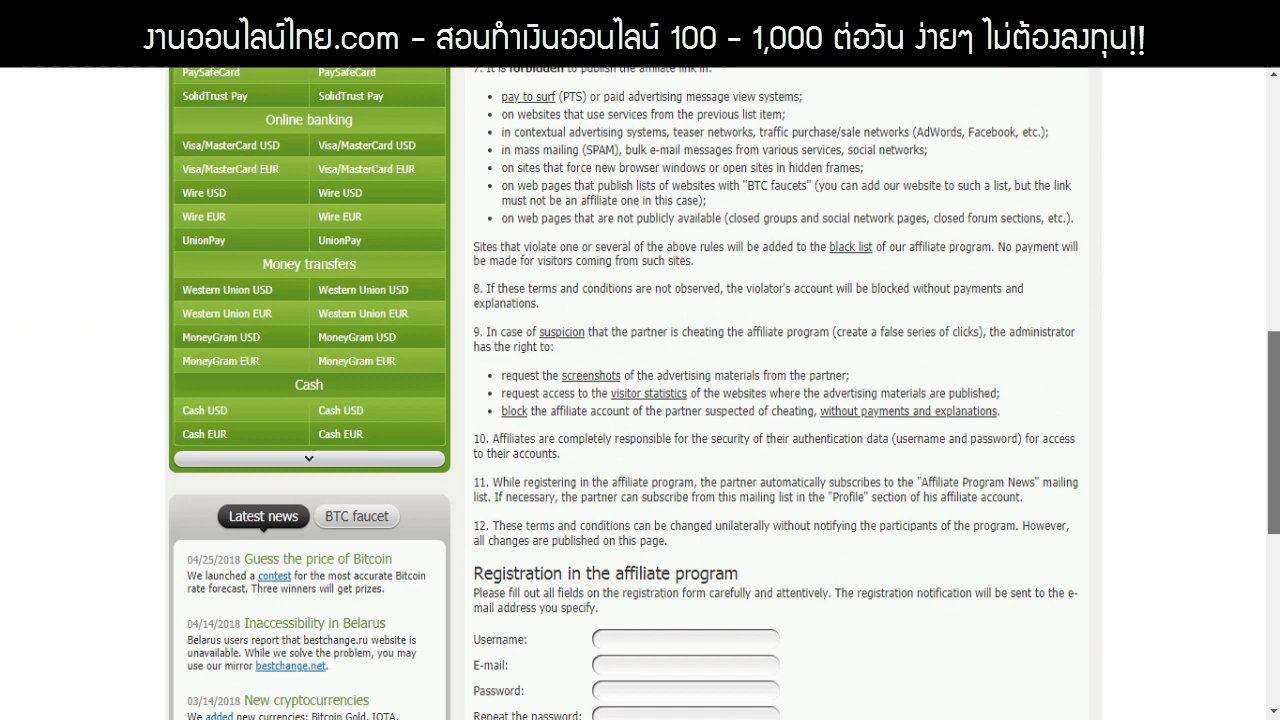 งานออนไลน์ไทย.com - สอนทำเงินออนไลน์ 100 - 1,000 ต่อวัน ง่ายๆ ไม่ต้องลงทุน!!
PaySafeCard PaySafeCard
SolidTrust Pay SolidTrust Pay
Online banking
Visa/MasterCard USD Visa/MasterCard USD
Visa/MasterCard EUR Visa/MasterCard EUR
Wire USD Wire USD
Wire EUR Wire EUR
UnionPay UnionPay
Money transfers
Western Union USD Western Union USD
Western Union EUR Western Union EUR
MoneyGram USD MoneyGram USD
MoneyGram EUR MoneyGram EUR
Cash
Cash USD Cash USD
Cash EUR Cash EUR
Latest news BTC faucet
04/25/2018 Guess the price of Bitcoin
We launched a contest for the most accurate Bitcoin
rate forecast. Three winners will get prizes.
04/14/2018 Inaccessibility in Belarus
Belarus users report that bestchange.ru website is
unavailable. While we solve the problem, you may
use our mirror bestchange.net.
03/14/2018 New cryptocurrencies
We added new currencies: Bitcoin Gold, IOTA,
7. It is forbidden to publish the affiliate link in:
• pay to surf (PTS) or paid advertising message view systems;
• on websites that use services from the previous list item;
• in contextual advertising systems, teaser networks, traffic purchase/sale networks (AdWords, Facebook, etc.);
• in mass mailing (SPAM), bulk e-mail messages from various services, social networks;
• on sites that force new browser windows or open sites in hidden frames;
• on web pages that publish lists of websites with "BTC faucets" (you can add our website to such a list, but the link
must not be an affiliate one in this case);
• on web pages that are not publicly available (closed groups and social network pages, closed forum sections, etc.).
Sites that violate one or several of the above rules will be added to the black list of our affiliate program. No payment will
be made for visitors coming from such sites.
8. If these terms and conditions are not observed, the violator's account will be blocked without payments and
explanations.
9. In case of suspicion that the partner is cheating the affiliate program (create a false series of clicks), the administrator
has the right to:
• request the screenshots of the advertising materials from the partner;
• request access to the visitor statistics of the websites where the advertising materials are published;
• block the affiliate account of the partner suspected of cheating, without payments and explanations.
10. Affiliates are completely responsible for the security of their authentication data (username and password) for access
to their accounts.
11. While registering in the affiliate program, the partner automatically subscribes to the "Affiliate Program News" mailing
list. If necessary, the partner can subscribe from this mailing list in the "Profile" section of his affiliate account.
12. These terms and conditions can be changed unilaterally without notifying the participants of the program. However,
all changes are published on this page.
Registration in the affiliate program
Please fill out all fields on the registration form carefully and attentively. The registration notification will be sent to the e-
mail address you specify.
Username:
E-mail:
Password:
Repeat the password: